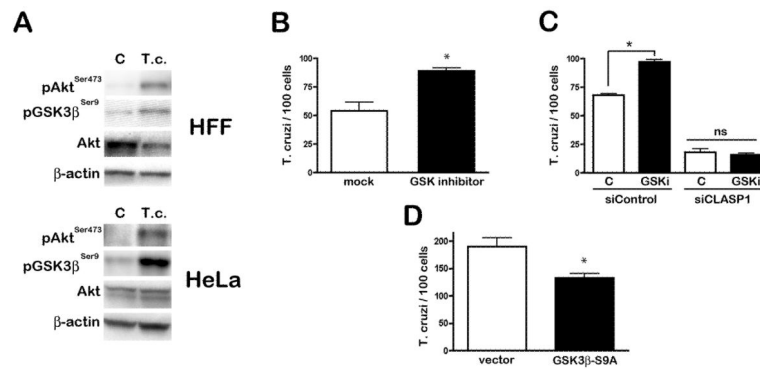 A
C T.c.
pAkt^Ser473
pGSK3β^Ser9
Akt
β-actin
HFF
C T.c.
pAkt^Ser473
pGSK3β^Ser9
Akt
β-actin
HeLa
B
T. cruzi / 100 cells
100
75
50
25
0
*
mock GSK inhibitor
C
T. cruzi / 100 cells
100
75
50
25
0
*
ns
C GSKi C GSKi
siControl siCLASP1
D
T. cruzi / 100 cells
200
150
100
50
0
*
vector GSK3β-S9A